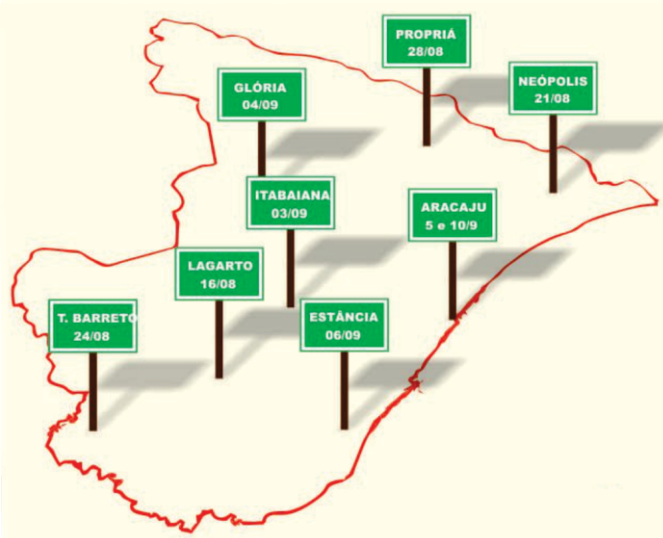 PROPRIÁ
28/08
NEÓPOLIS
21/08
GLÓRIA
04/09
ITABAIANA
03/09
ARACAJU
5 e 10/9
LAGARTO
16/08
T. BARRETO
24/08
ESTÂNCIA
06/09